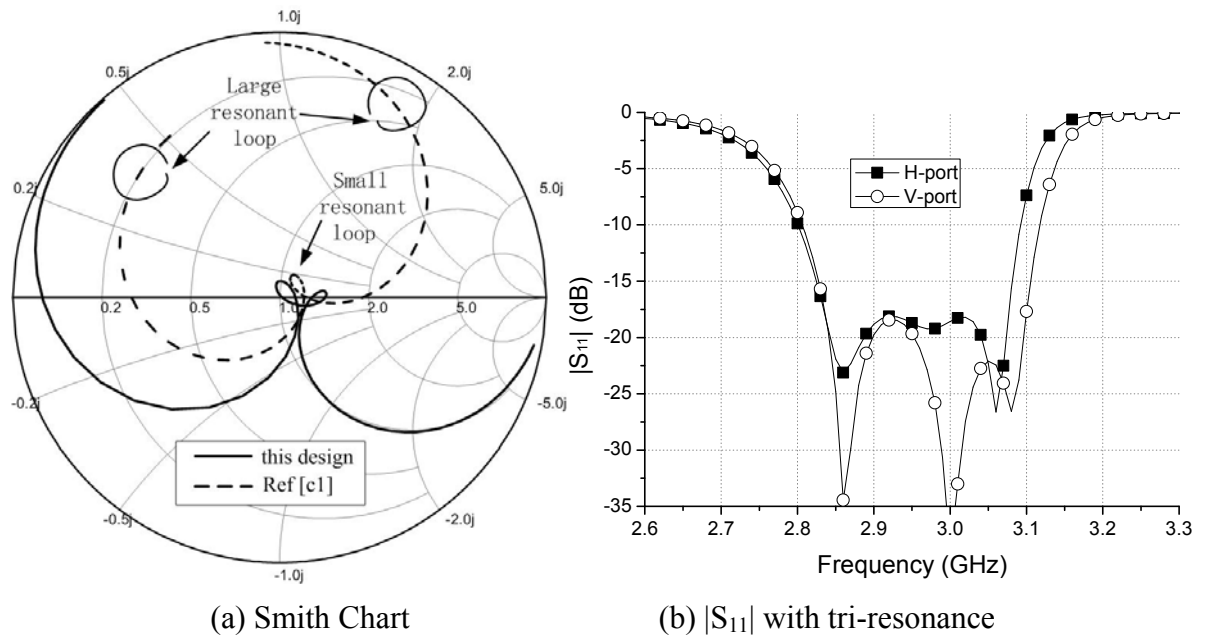 1.0j
0.5j
2.0j
Large
resonant
loop
0.2j
5.0j
Small
resonant
loop
0.2
0.5
1.0
2.0
5.0
-0.2j
-5.0j
this design
Ref [c1]
-0.5j
-2.0j
-1.0j
(a) Smith Chart
0
-5
-10
-15
-20
-25
-30
-35
|S₁₁| (dB)
H-port
V-port
2.6 2.7 2.8 2.9 3.0 3.1 3.2 3.3
Frequency (GHz)
(b) |S₁₁| with tri-resonance